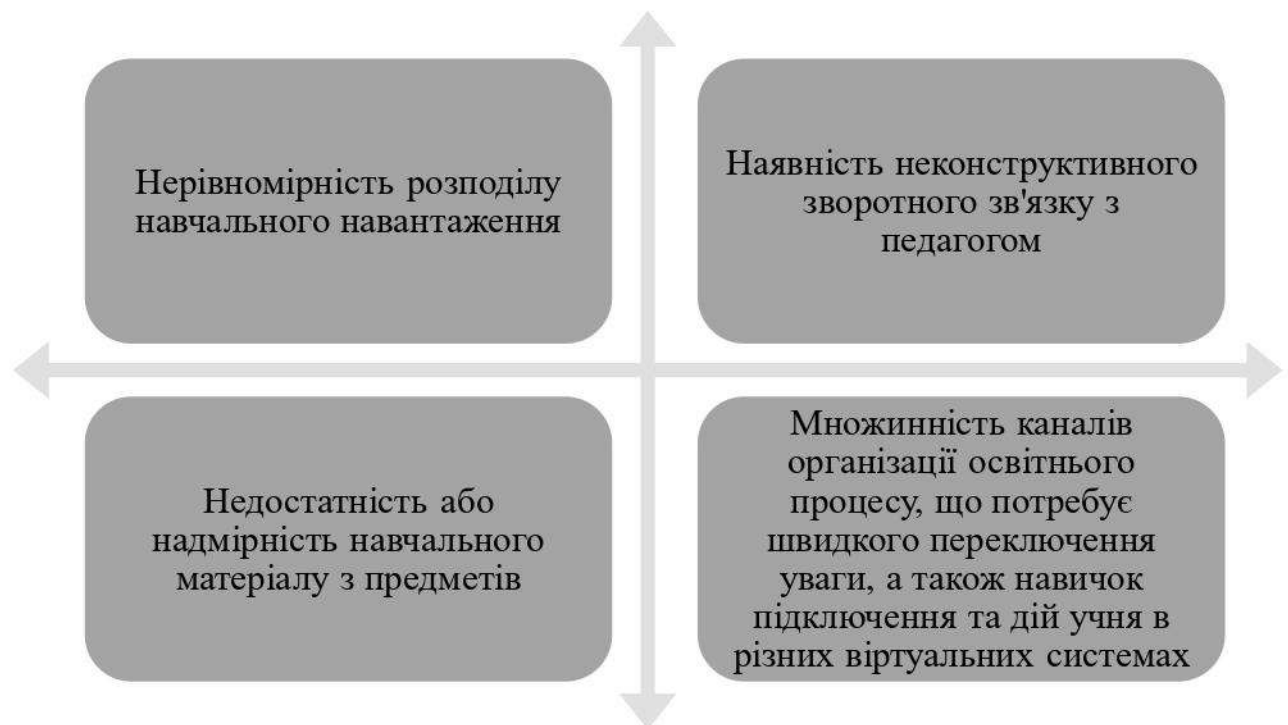 Нерівномірність розподілу
навчального навантаження
Наявність неконструктивного
зворотного зв'язку з
педагогом
Недостатність або
надмірність навчального
матеріалу з предметів
Множинність каналів
організації освітнього
процесу, що потребує
швидкого переключення
уваги, а також навичок
підключення та дій учня в
різних віртуальних системах